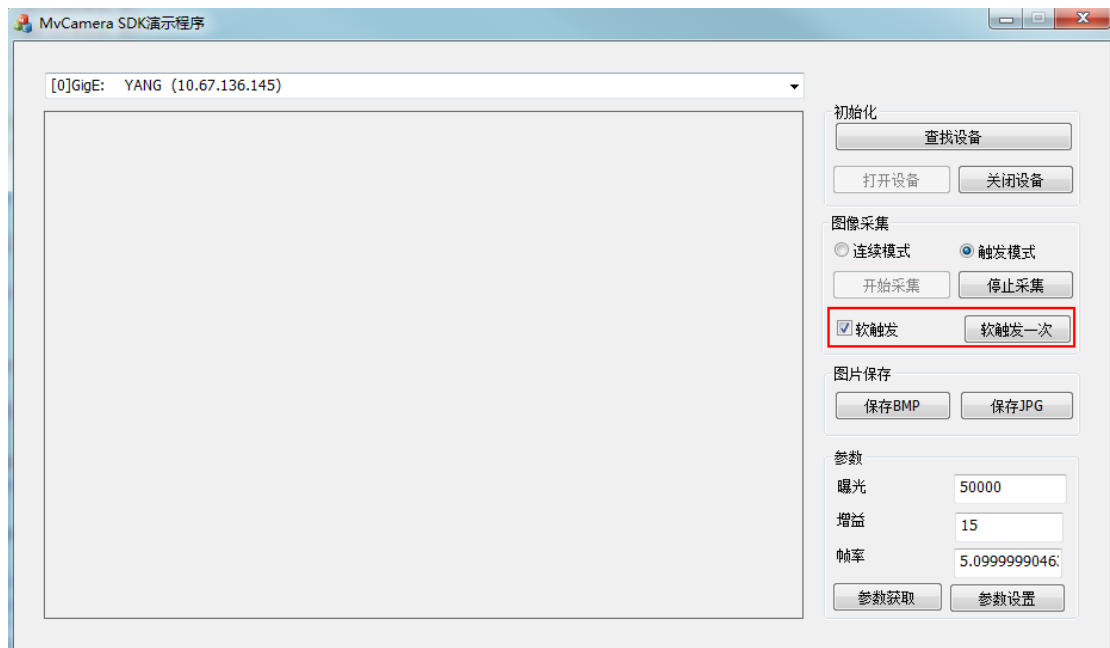 MvCamera SDK演示程序
[0]GigE: YANG (10.67.136.145)
初始化
查找设备
打开设备 关闭设备
图像采集
连续模式 触发模式
开始采集 停止采集
软触发 软触发一次
图片保存
保存BMP 保存JPG
参数
曝光 50000
增益 15
帧率 5.0999999046
参数获取 参数设置